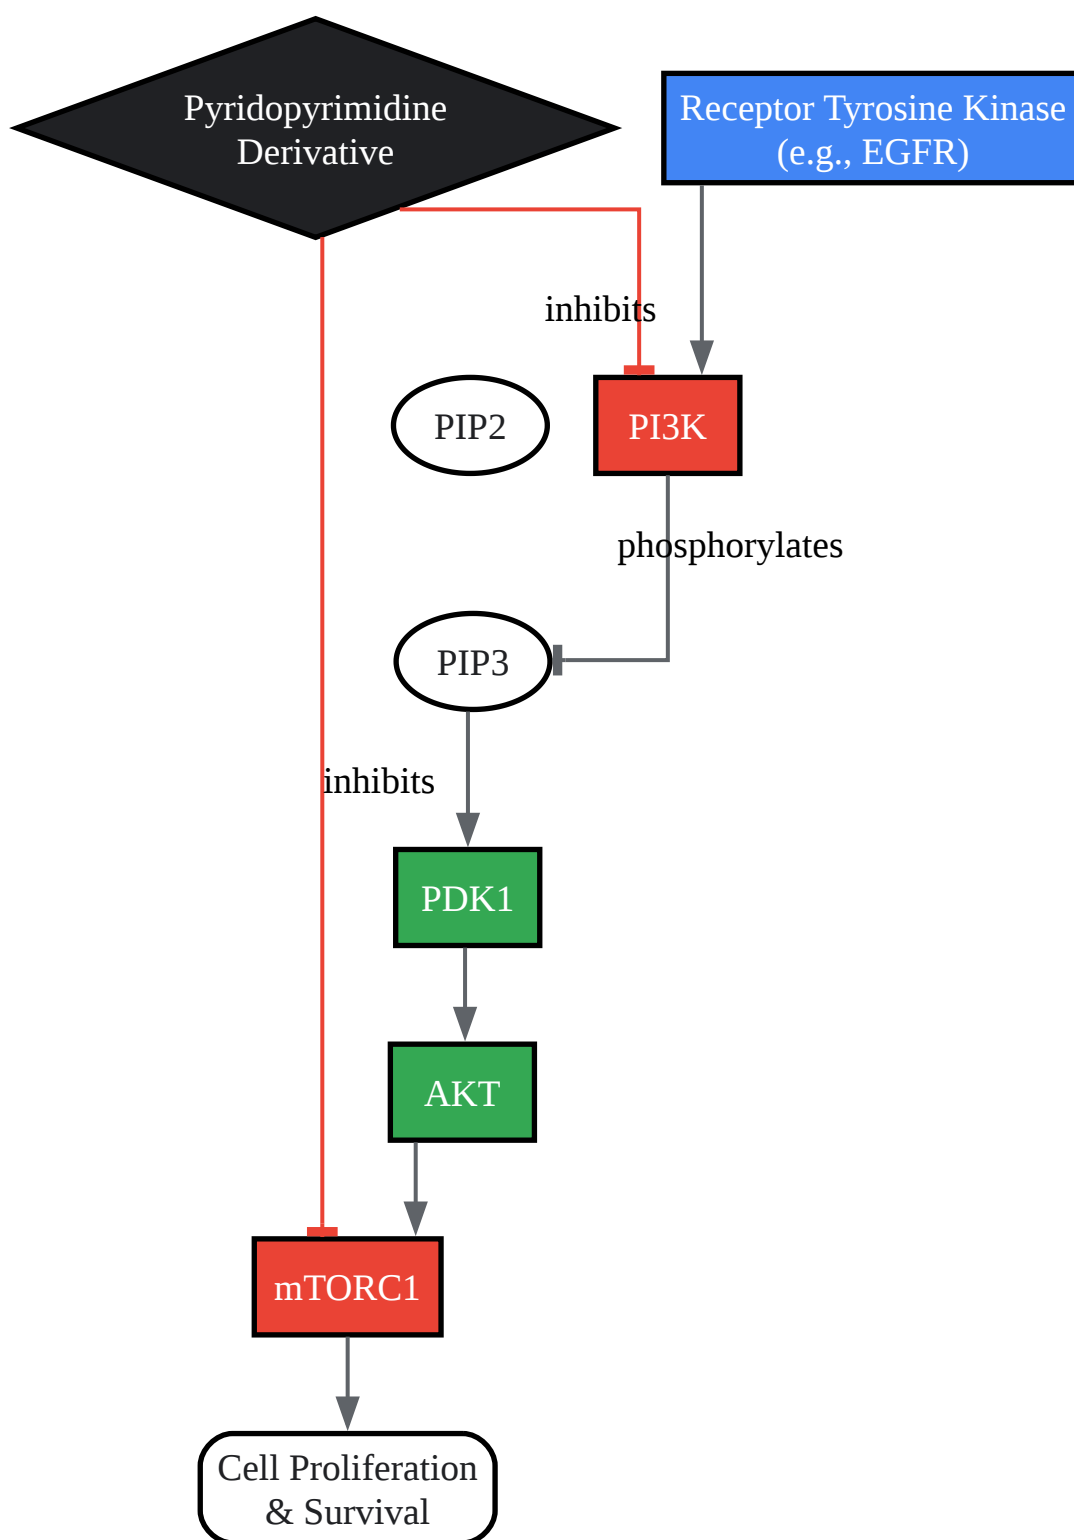 Pyridopyrimidine
Derivative
Receptor Tyrosine Kinase
(e.g., EGFR)
inhibits
PIP2
PI3K
phosphorylates
PIP3
inhibits
PDK1
AKT
mTORC1
Cell Proliferation
& Survival